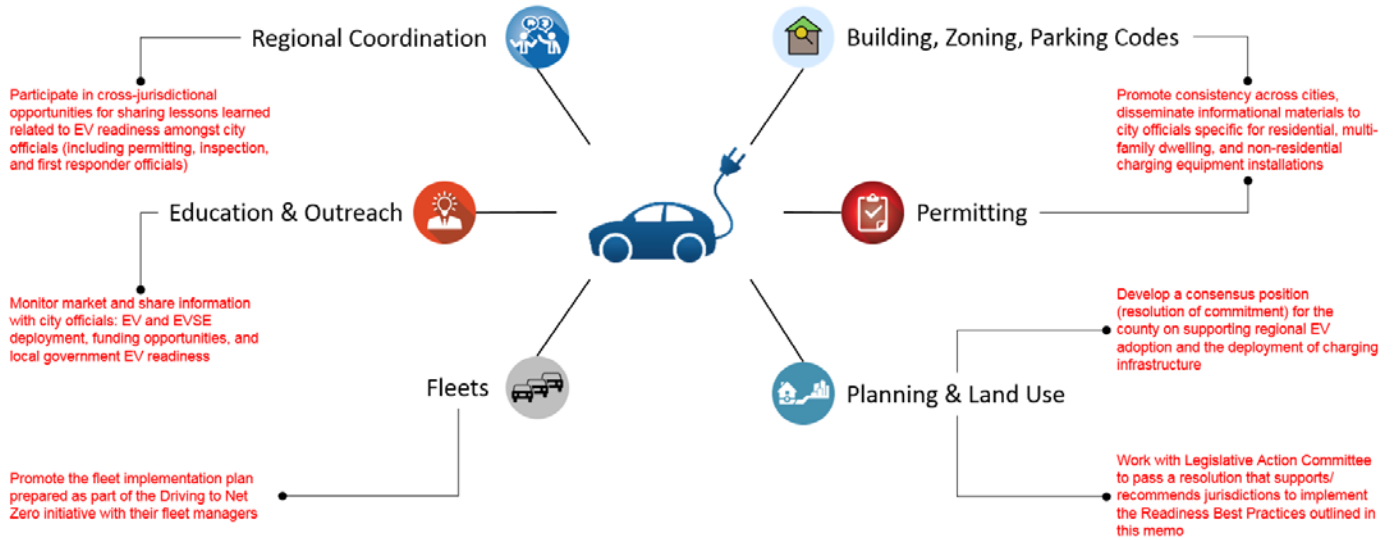 Regional Coordination
Participate in cross-jurisdictional
opportunities for sharing lessons learned
related to EV readiness amongst city
officials (including permitting, inspection,
and first responder officials)
Education & Outreach
Monitor market and share information
with city officials: EV and EVSE
deployment, funding opportunities, and
local government EV readiness
Fleets
Promote the fleet implementation plan
prepared as part of the Driving to Net
Zero initiative with their fleet managers
Building, Zoning, Parking Codes
Promote consistency across cities,
disseminate informational materials to
city officials specific for residential, multi-
family dwelling, and non-residential
charging equipment installations
Permitting
Develop a consensus position
(resolution of commitment) for the
county on supporting regional EV
adoption and the deployment of charging
infrastructure
Planning & Land Use
Work with Legislative Action Committee
to pass a resolution that supports/
recommends jurisdictions to implement
the Readiness Best Practices outlined in
this memo